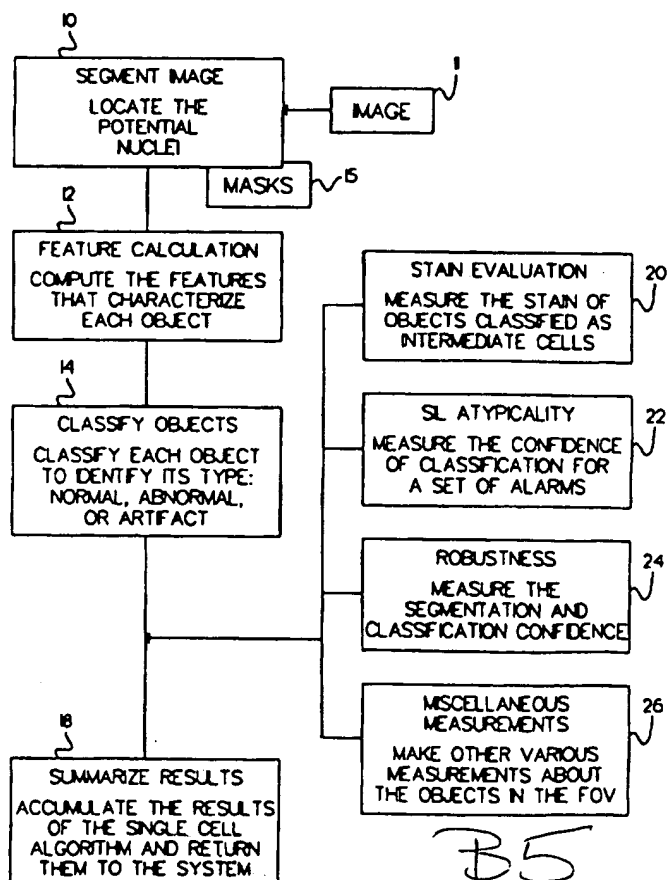 10
SEGMENT IMAGE
LOCATE THE
POTENTIAL
NUCLEI
1
IMAGE
MASKS
15
12
FEATURE CALCULATION
COMPUTE THE FEATURES
THAT CHARACTERIZE
EACH OBJECT
14
CLASSIFY OBJECTS
CLASSIFY EACH OBJECT
TO IDENTIFY ITS TYPE:
NORMAL, ABNORMAL,
OR ARTIFACT
STAIN EVALUATION
MEASURE THE STAIN OF
OBJECTS CLASSIFIED AS
INTERMEDIATE CELLS
20
SIL ATYPICALITY
MEASURE THE CONFIDENCE
OF CLASSIFICATION FOR
A SET OF ALARMS
22
ROBUSTNESS
MEASURE THE
SEGMENTATION AND
CLASSIFICATION CONFIDENCE
24
MISCELLANEOUS
MEASUREMENTS
MAKE OTHER VARIOUS
MEASUREMENTS ABOUT
THE OBJECTS IN THE FOV
26
18
SUMMARIZE RESULTS
ACCUMULATE THE RESULTS
OF THE SINGLE CELL
ALGORITHM AND RETURN
THEM TO THE SYSTEM
B5